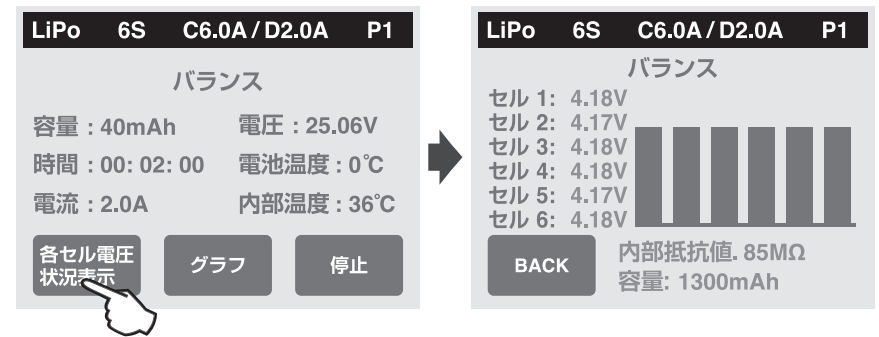 LiPo 6S C6.0A/D2.0A P1
バランス
容量:40mAh 電圧:25.06V
時間:00:02:00 電池温度:0℃
電流:2.0A 内部温度:36℃
各セル電圧
状況表示
グラフ
停止
LiPo 6S C6.0A/D2.0A P1
バランス
セル 1: 4.18V
セル 2: 4.17V
セル 3: 4.18V
セル 4: 4.18V
セル 5: 4.17V
セル 6: 4.18V
BACK
内部抵抗値. 85MΩ
容量: 1300mAh